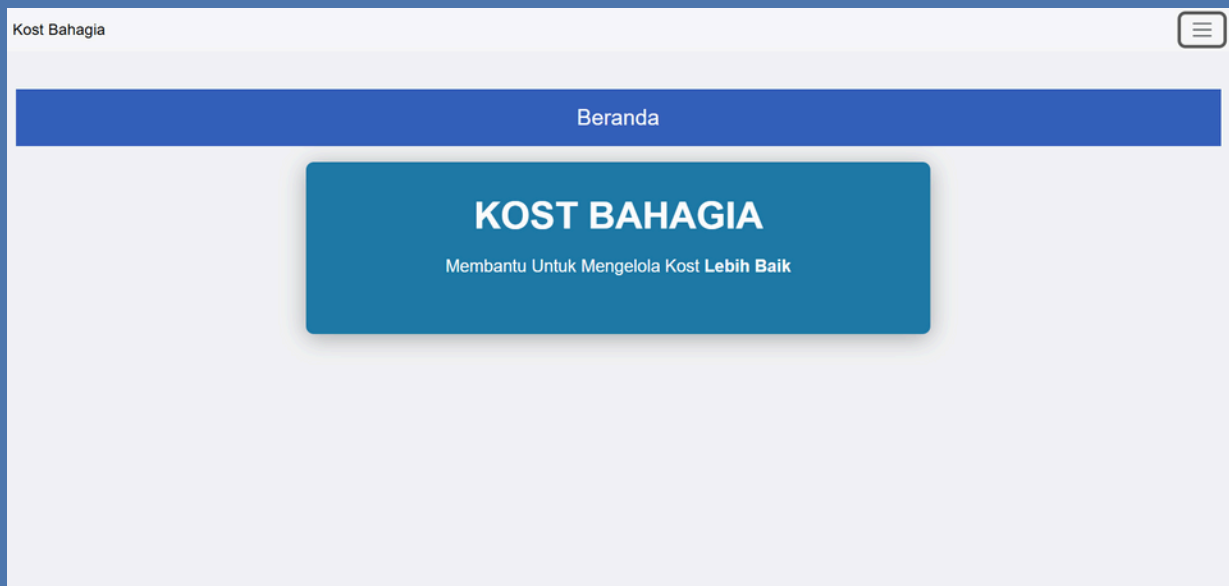 Kost Bahagia
Beranda
KOST BAHAGIA
Membantu Untuk Mengelola Kost Lebih Baik